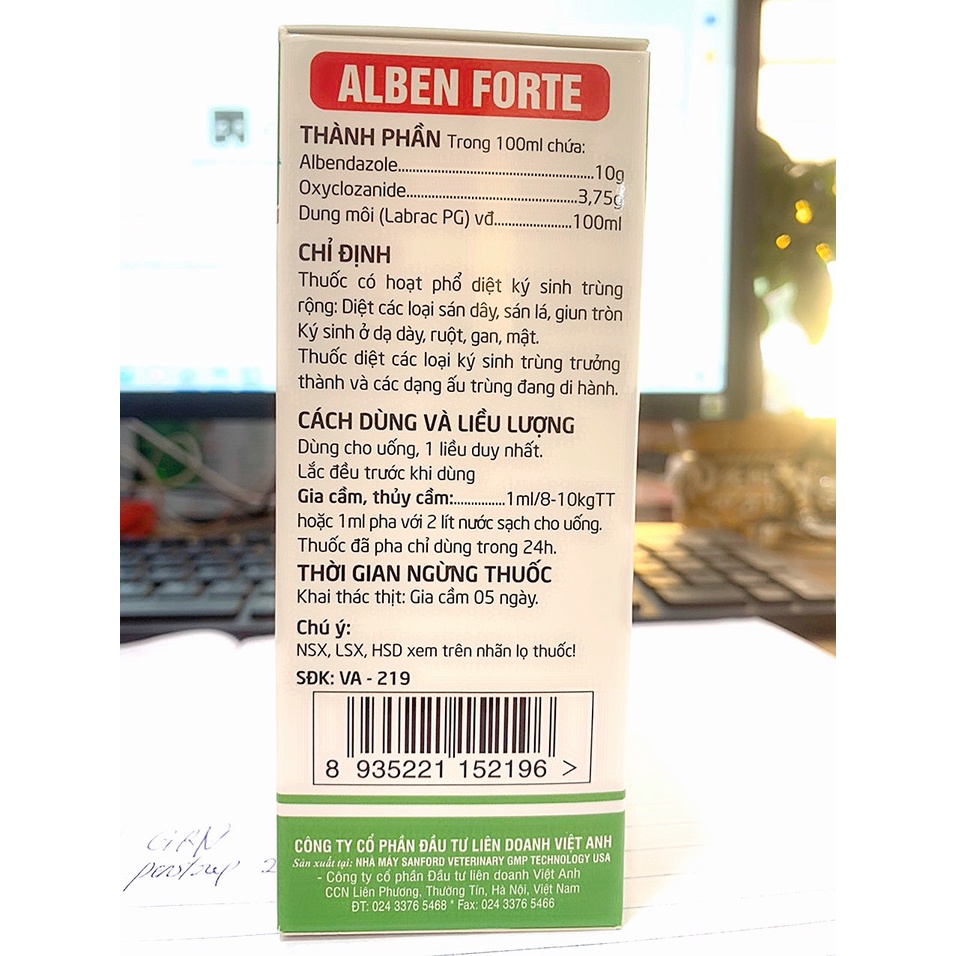 ALBEN FORTE
THÀNH PHẦN Trong 100ml chứa:
Albendazole..........................................10g
Oxyclozanide.....................................3,75g
Dung môi (Labrac PG) vđ.......................100ml
CHỈ ĐỊNH
Thuốc có hoạt phổ diệt ký sinh trùng
rộng: Diệt các loại sán dây, sán lá, giun tròn
Ký sinh ở dạ dày, ruột, gan, mật.
Thuốc diệt các loại ký sinh trùng trưởng
thành và các dạng ấu trùng đang di hành.
CÁCH DÙNG VÀ LIỀU LƯỢNG
Dùng cho uống, 1 liều duy nhất.
Lắc đều trước khi dùng
Gia cầm, thủy cầm:...............1ml/8-10kgTT
hoặc 1ml pha với 2 lít nước sạch cho uống.
Thuốc đã pha chỉ dùng trong 24h.
THỜI GIAN NGỪNG THUỐC
Khai thác thịt: Gia cầm 05 ngày.
Chú ý:
NSX, LSX, HSD xem trên nhãn lọ thuốc!
SĐK: VA - 219
8 935221 152196 >
CÔNG TY CỔ PHẦN ĐẦU TƯ LIÊN DOANH VIỆT ANH
Sản xuất tại: NHÀ MÁY SANFORD VETERINARY GMP TECHNOLOGY USA
- Công ty cổ phần Đầu tư liên doanh Việt Anh
CCN Liên Phương, Thường Tín, Hà Nội, Việt Nam
ĐT: 024 3376 5468 * Fax: 024 3376 5466